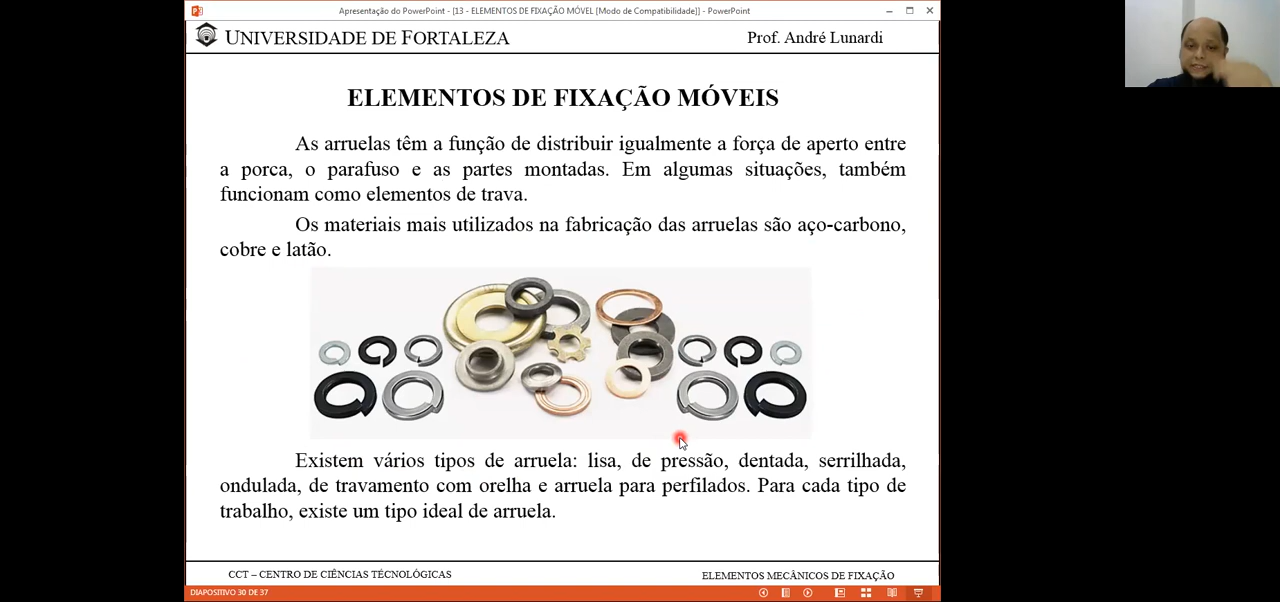 Apresentação do PowerPoint - [13 - ELEMENTOS DE FIXAÇÃO MÓVEL [Modo de Compatibilidade]] - PowerPoint
UNIVERSIDADE DE FORTALEZA
Prof. André Lunardi
ELEMENTOS DE FIXAÇÃO MÓVEIS
As arruelas têm a função de distribuir igualmente a força de aperto entre
a porca, o parafuso e as partes montadas. Em algumas situações, também
funcionam como elementos de trava.
Os materiais mais utilizados na fabricação das arruelas são aço-carbono,
cobre e latão.
Existem vários tipos de arruela: lisa, de pressão, dentada, serrilhada,
ondulada, de travamento com orelha e arruela para perfilados. Para cada tipo de
trabalho, existe um tipo ideal de arruela.
CCT – CENTRO DE CIÊNCIAS TÉCNOLÓGICAS
ELEMENTOS MECÂNICOS DE FIXAÇÃO
DIAPOSITIVO 30 DE 37